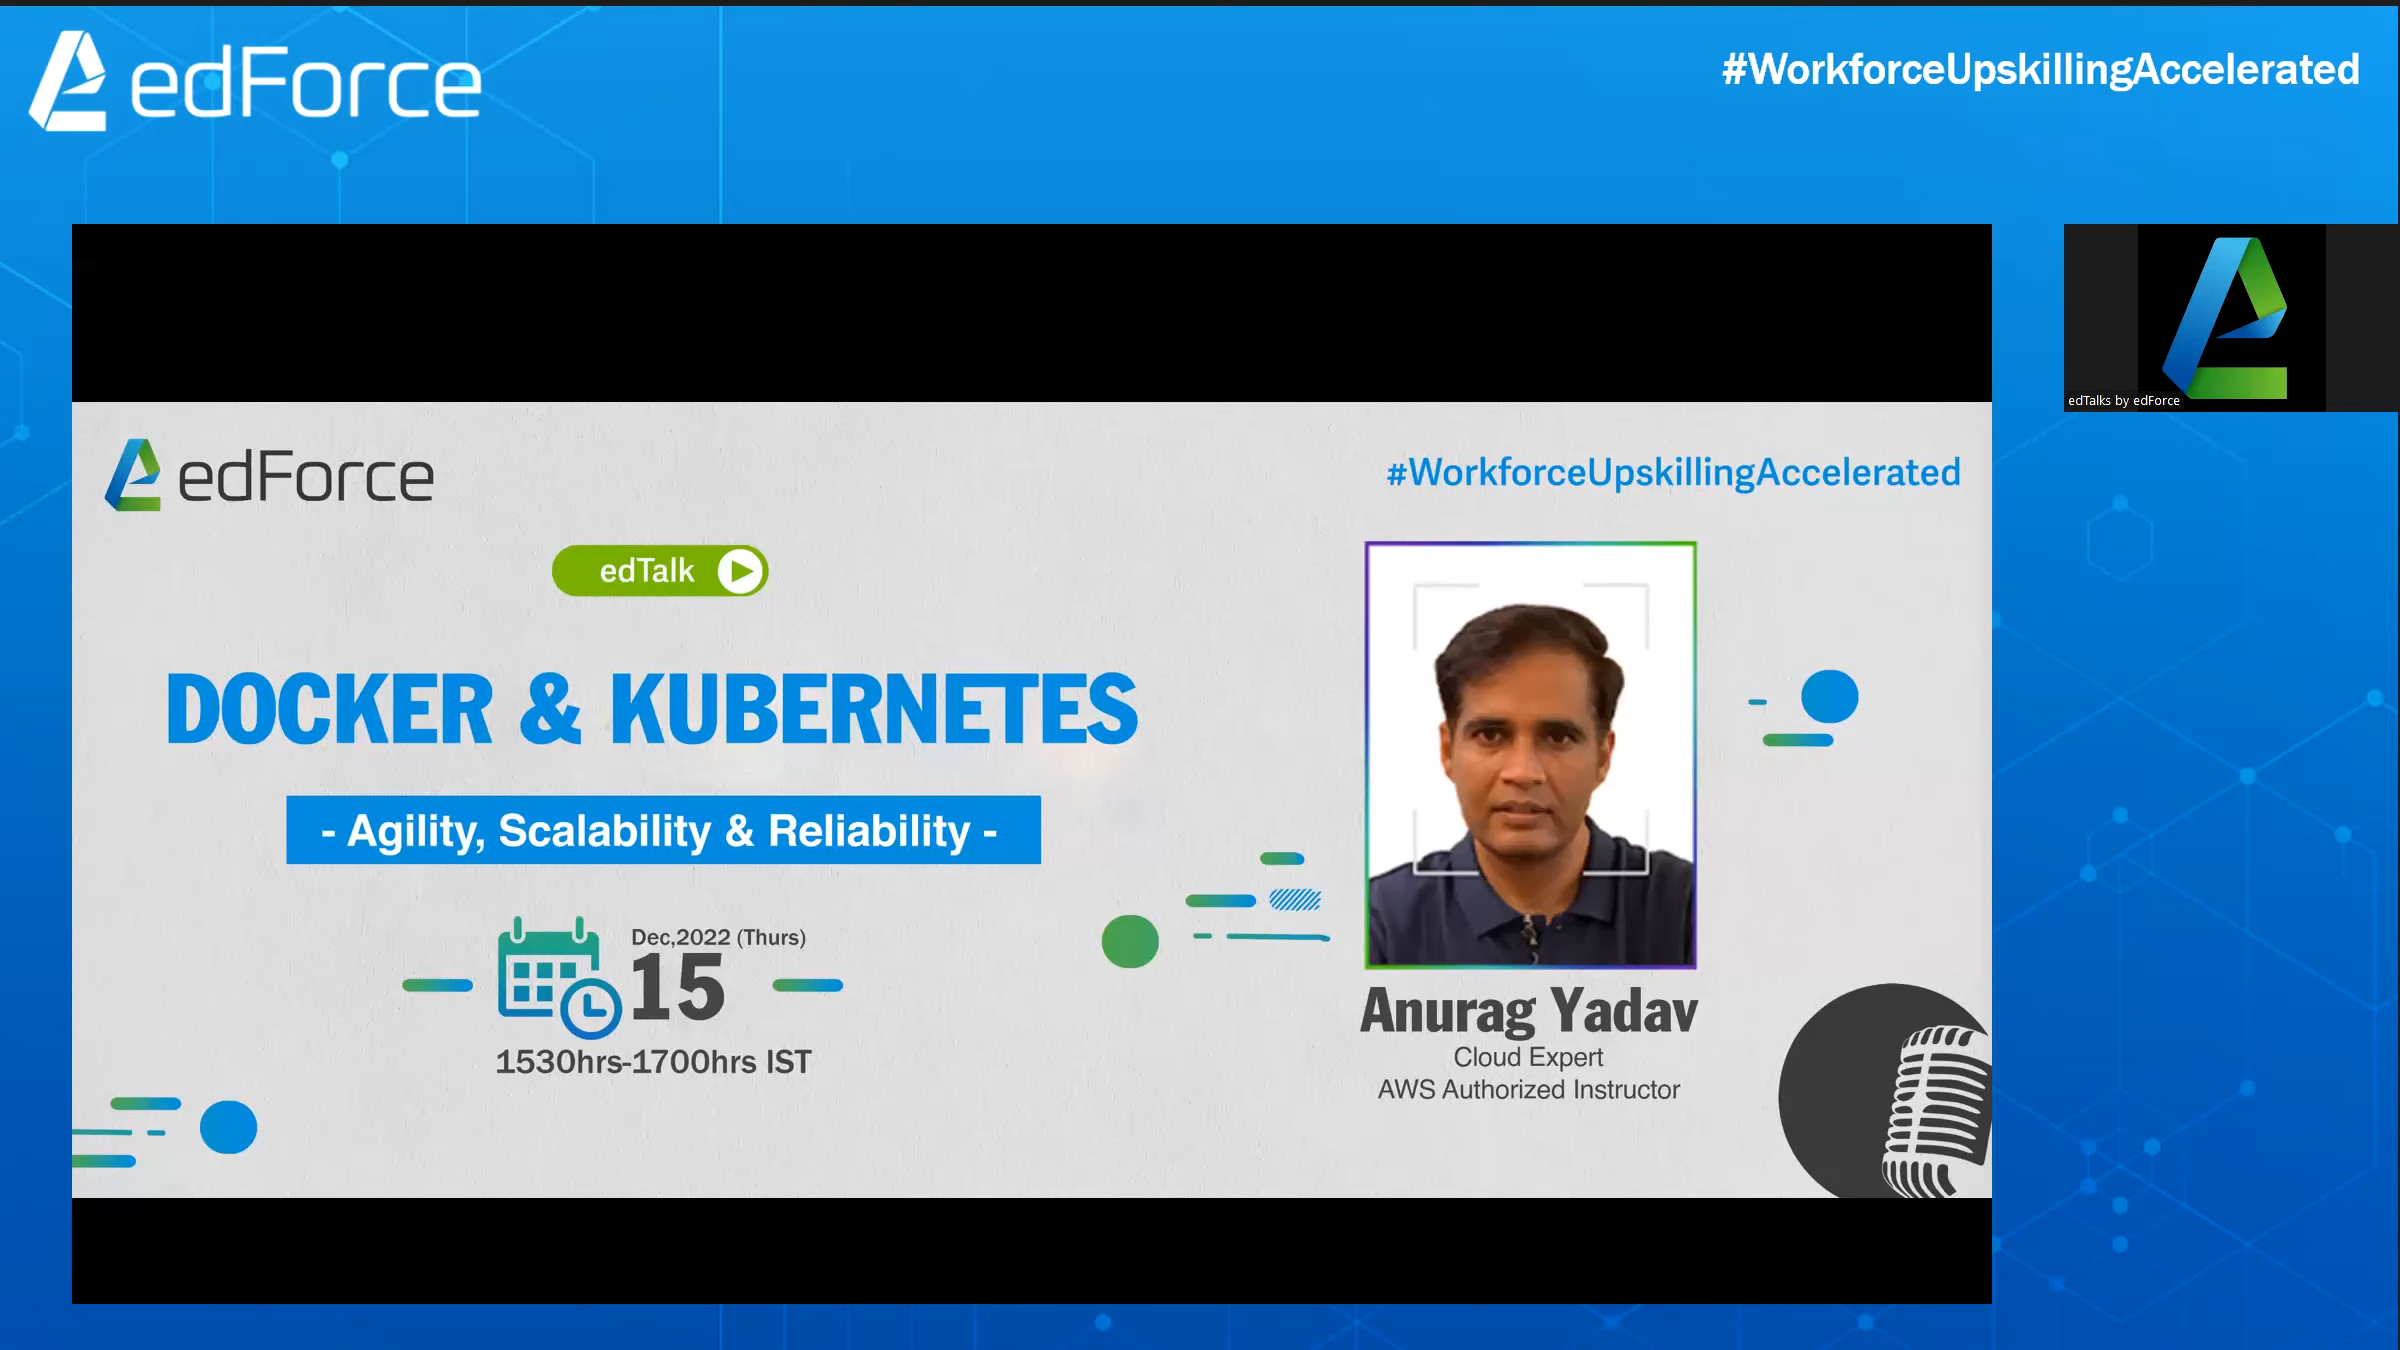 edForce
#WorkforceUpskillingAccelerated
edTalks by edForce
edForce
#WorkforceUpskillingAccelerated
edTalk
DOCKER & KUBERNETES
- Agility, Scalability & Reliability -
Dec,2022 (Thurs)
15
1530hrs-1700hrs IST
Anurag Yadav
Cloud Expert
AWS Authorized Instructor